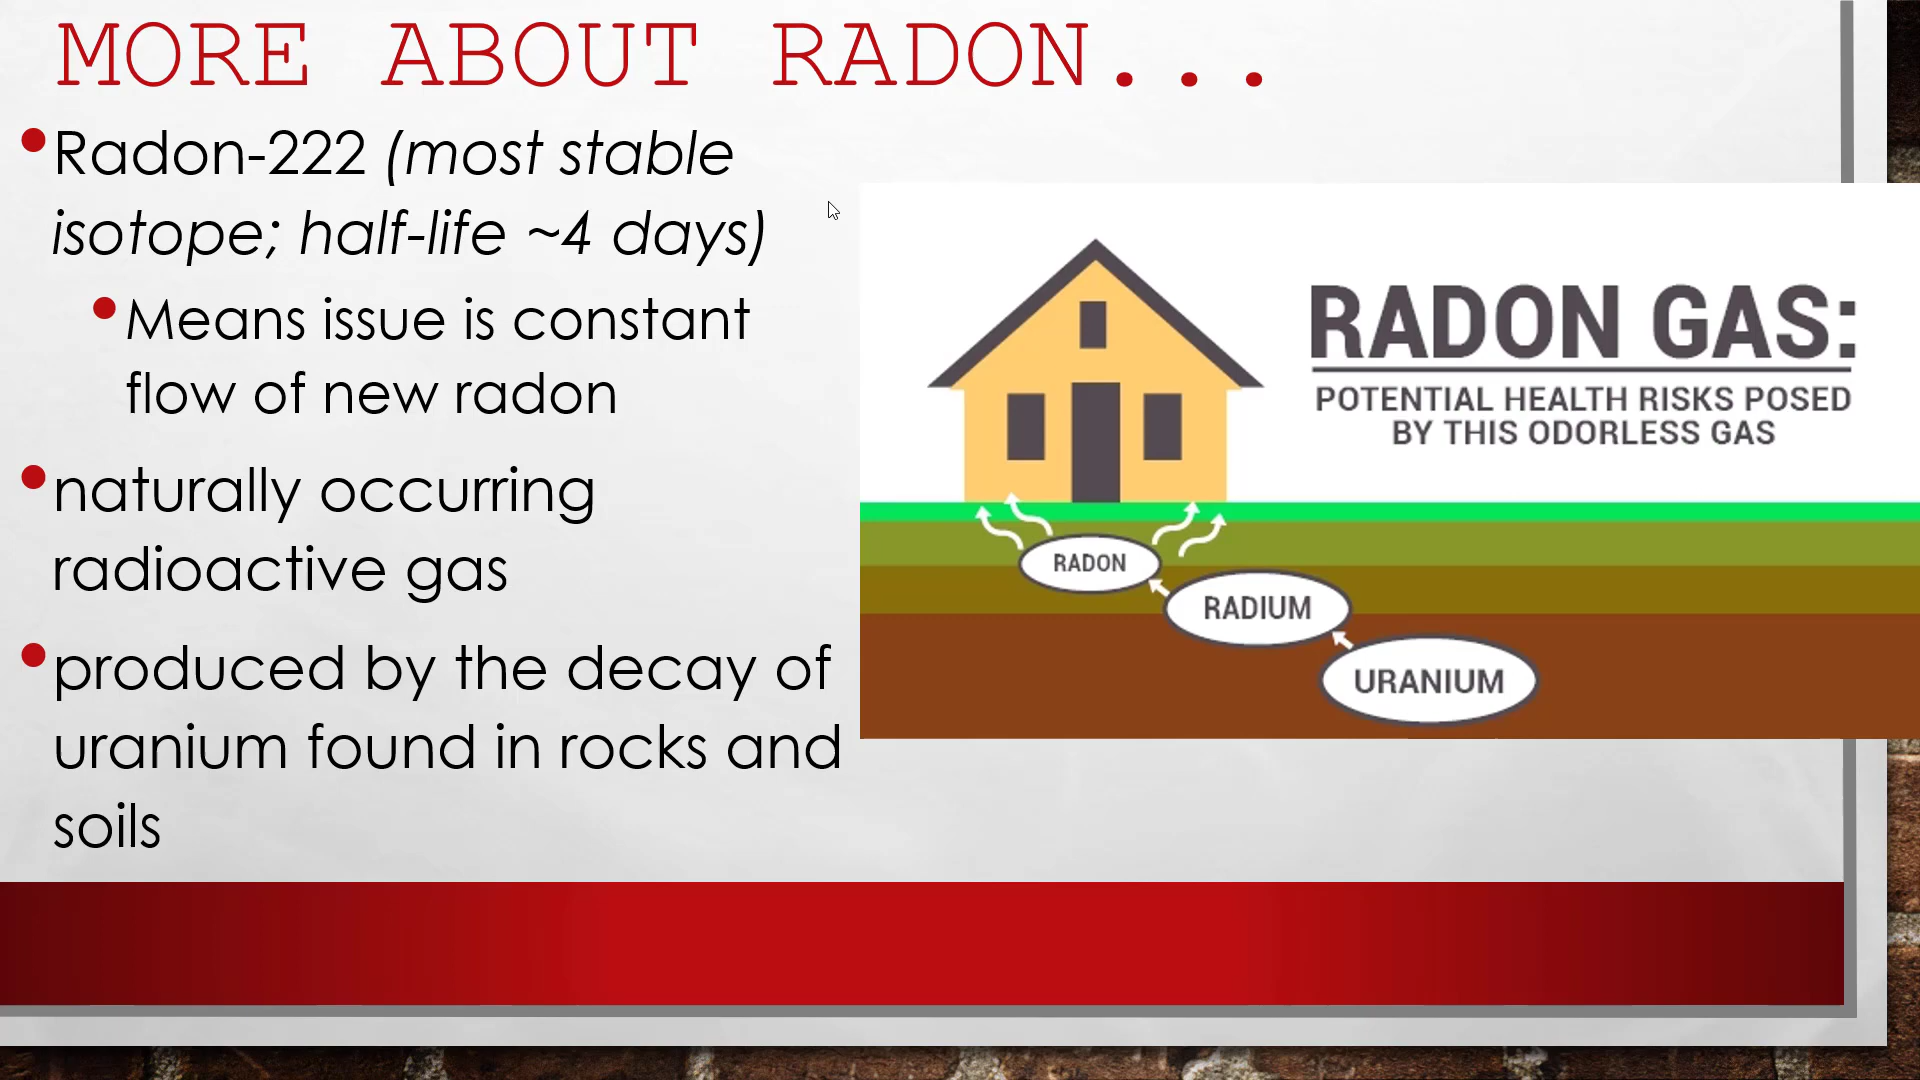 MORE ABOUT RADON...
Radon-222 (most stable
isotope; half-life ~4 days)
Means issue is constant
flow of new radon
naturally occurring
radioactive gas
produced by the decay of
uranium found in rocks and
soils
RADON GAS:
POTENTIAL HEALTH RISKS POSED
BY THIS ODORLESS GAS
RADON
RADIUM
URANIUM